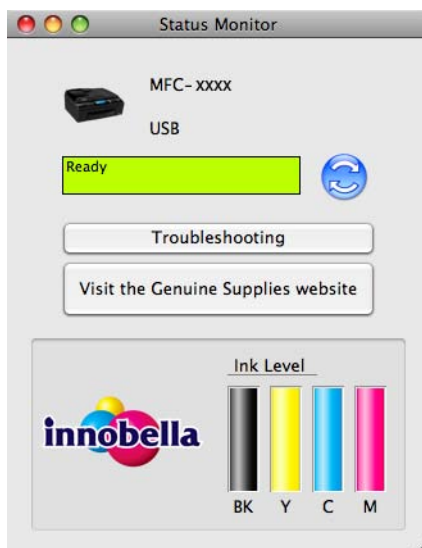 Status Monitor
MFC- xxxx
USB
Ready
Troubleshooting
Visit the Genuine Supplies website
Ink Level
innobella
BK Y C M